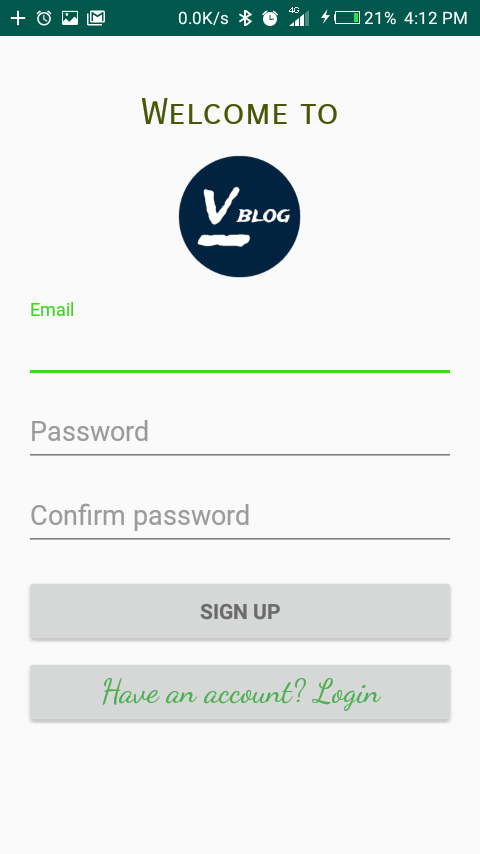 0.0K/s 4G 21% 4:12 PM
WELCOME TO
V BLOG
Email
Password
Confirm password
SIGN UP
Have an account? Login